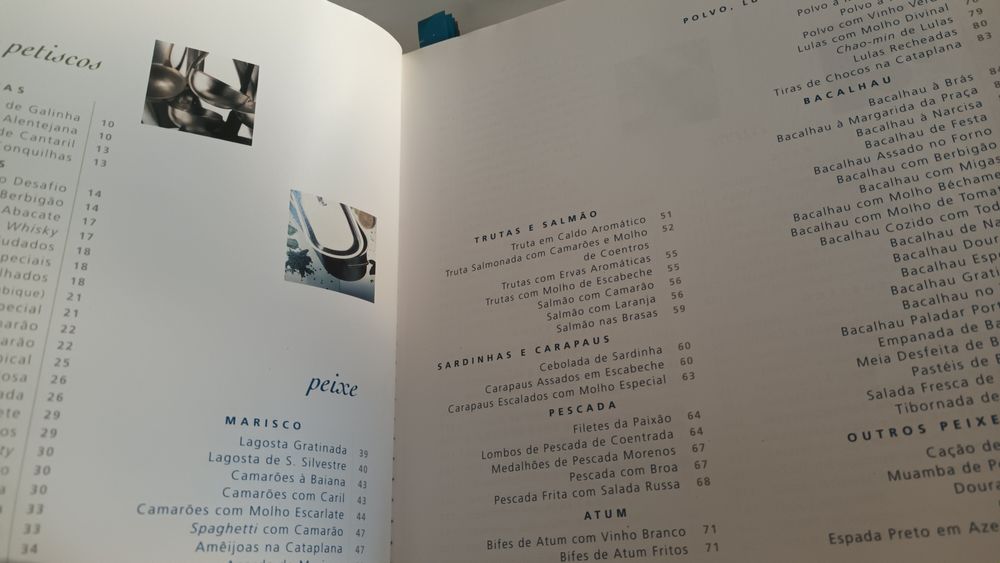 petiscos
AS
de Galinha 10
Alentejana 10
de Cantaril 13
Conquilhas 13
S
o Desafio 14
Berbigão 14
Abacate 17
Whisky 17
udados 18
peciais 18
lhados 18
bique) 21
pecial 21
arão 22
arão 22
pical 25
osa 26
ada 26
ete 29
os 29
ty 30
o 30
a 30
a 33
33
34
peixe
MARISCO
Lagosta Gratinada 39
Lagosta de S. Silvestre 40
Camarões à Baiana 43
Camarões com Caril 43
Camarões com Molho Escarlate 44
Spaghetti com Camarão 47
Amêijoas na Cataplana 47
TRUTAS E SALMÃO
Truta em Caldo Aromático 51
Truta Salmonada com Camarões e Molho 52
de Coentros
Trutas com Ervas Aromáticas 55
Trutas com Molho de Escabeche 55
Salmão com Camarão 56
Salmão com Laranja 56
Salmão nas Brasas 59
SARDINHAS E CARAPAUS
Cebolada de Sardinha 60
Carapaus Assados em Escabeche 60
Carapaus Escalados com Molho Especial 63
PESCADA
Filetes da Paixão 64
Lombos de Pescada de Coentrada 64
Medalhões de Pescada Morenos 67
Pescada com Broa 67
Pescada Frita com Salada Russa 68
ATUM
Bifes de Atum com Vinho Branco 71
Bifes de Atum Fritos 71
POLVO, LU
Polvo à
Polvo com Vinho Verd
Lulas com Molho Divinal 79
Chao-min de Lulas 80
Lulas Recheadas 83
Tiras de Chocos na Cataplana
BACALHAU
Bacalhau à Brás 84
Bacalhau à Margarida da Praça
Bacalhau à Narcisa
Bacalhau de Festa
Bacalhau Assado no Forno
Bacalhau com Berbigão
Bacalhau com Migas
Bacalhau com Molho Bécham
Bacalhau com Molho de Toma
Bacalhau Cozido com Tod
Bacalhau de Na
Bacalhau Dour
Bacalhau Esp
Bacalhau Grati
Bacalhau no
Bacalhau Paladar Port
Empanada de Ba
Meia Desfeita de B
Pastéis de B
Salada Fresca de
Tibornada de
OUTROS PEIXE
Cação de
Muamba de P
Doura
Espada Preto em Aze